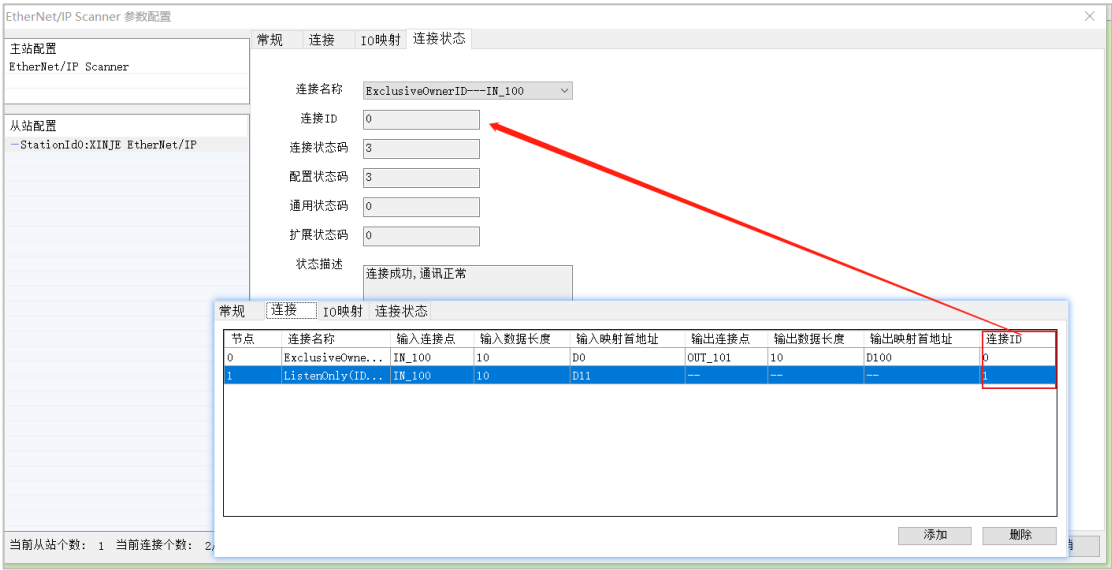 EtherNet/IP Scanner 参数配置
主站配置
EtherNet/IP Scanner
从站配置
StationId0:XINJE EtherNet/IP
常规 连接 IO映射 连接状态
连接名称 ExclusiveOwnerID---IN_100
连接ID 0
连接状态码 3
配置状态码 3
通用状态码 0
扩展状态码 0
状态描述 连接成功,通讯正常
常规 连接 IO映射 连接状态
节点 连接名称 输入连接点 输入数据长度 输入映射首地址 输出连接点 输出数据长度 输出映射首地址 连接ID
0 ExclusiveOwne... IN_100 10 D0 OUT_101 10 D100 0
1 ListenOnly(ID... IN_100 10 D11 -- -- -- 1
添加 删除
当前从站个数: 1 当前连接个数: 2/